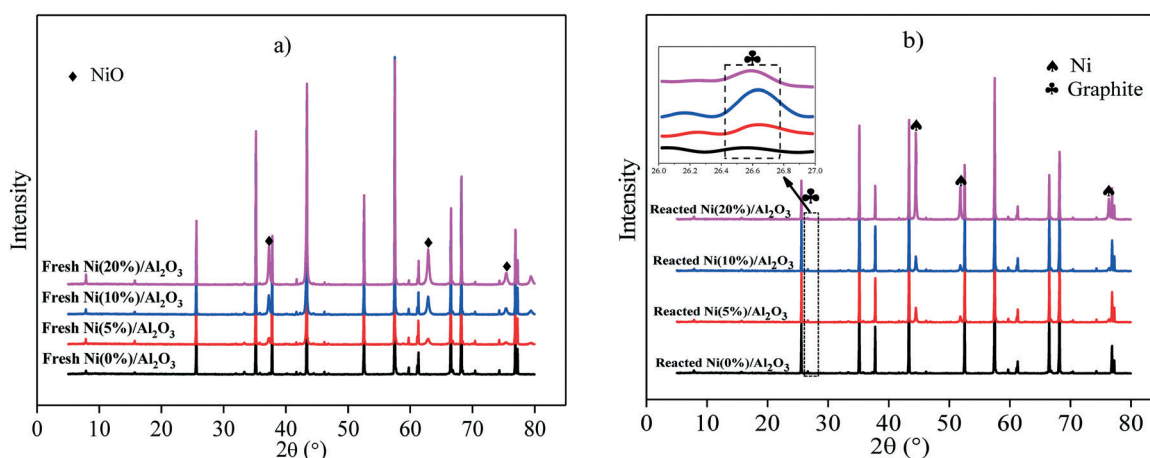 a)
♦ NiO
Intensity
Fresh Ni(20%)/Al₂O₃
Fresh Ni(10%)/Al₂O₃
Fresh Ni(5%)/Al₂O₃
Fresh Ni(0%)/Al₂O₃
0 10 20 30 40 50 60 70 80
2θ (°)
b)
♠ Ni
♣ Graphite
26.0 26.2 26.4 26.6 26.8 27.0
Intensity
Reacted Ni(20%)/Al₂O₃
Reacted Ni(10%)/Al₂O₃
Reacted Ni(5%)/Al₂O₃
Reacted Ni(0%)/Al₂O₃
0 10 20 30 40 50 60 70 80
2θ (°)